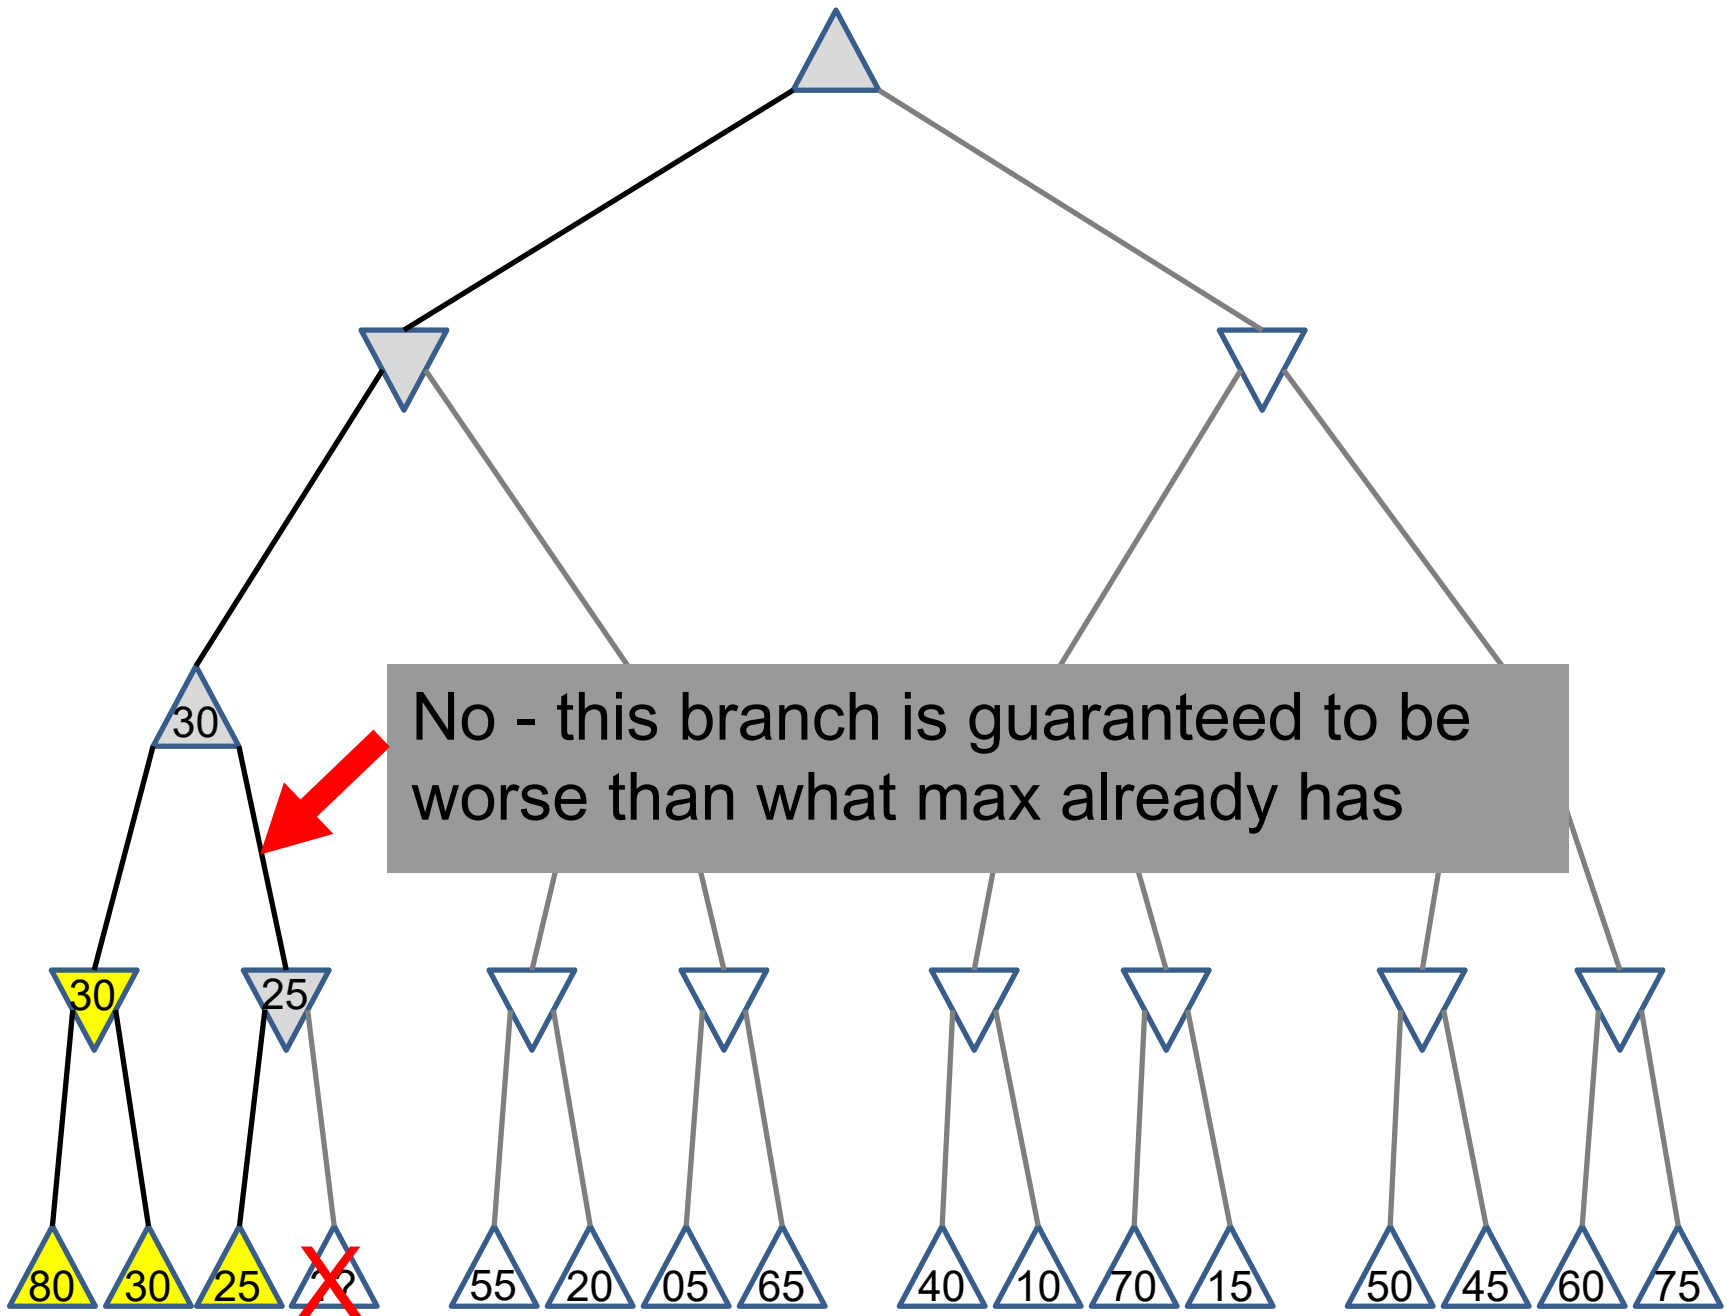 30
No - this branch is guaranteed to be
worse than what max already has
30 25
80 30 25 X 55 20 05 65 40 10 70 15 50 45 60 75